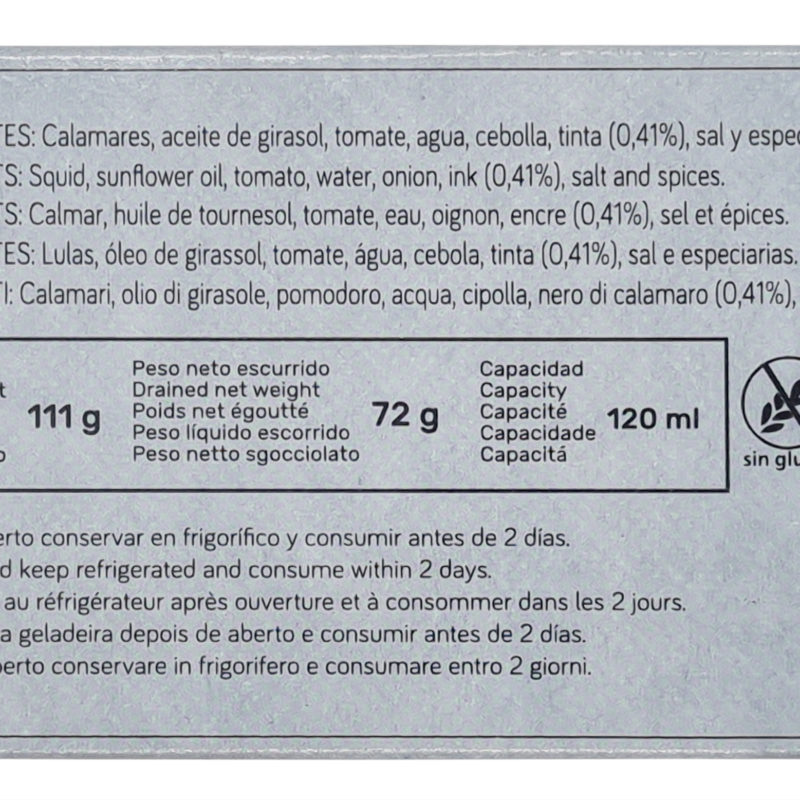 TES: Calamares, aceite de girasol, tomate, agua, cebolla, tinta (0,41%), sal y espec
TS: Squid, sunflower oil, tomato, water, onion, ink (0,41%), salt and spices.
TS: Calmar, huile de tournesol, tomate, eau, oignon, encre (0,41%), sel et épices.
TES: Lulas, óleo de girassol, tomate, água, cebola, tinta (0,41%), sal e especiarias.
TI: Calamari, olio di girasole, pomodoro, acqua, cipolla, nero di calamaro (0,41%),
111 g
Peso neto escurrido
Drained net weight
Poids net égoutté
Peso líquido escorrido
Peso netto sgocciolato
72 g
Capacidad
Capacity
Capacité
Capacidade
Capacitá
120 ml
sin glu
erto conservar en frigorífico y consumir antes de 2 días.
d keep refrigerated and consume within 2 days.
au réfrigérateur après ouverture et à consommer dans les 2 jours.
a geladeira depois de aberto e consumir antes de 2 días.
perto conservare in frigorifero e consumare entro 2 giorni.